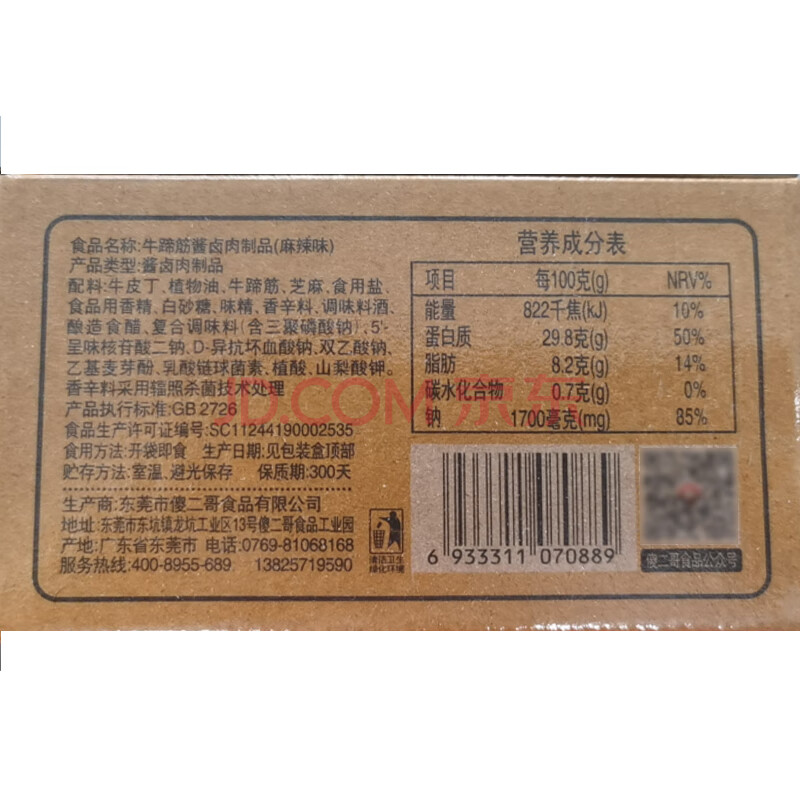 食品名称:牛蹄筋酱卤肉制品(麻辣味)
产品类型:酱卤肉制品
配料:牛皮丁、植物油、牛蹄筋、芝麻、食用盐、
食品用香精、白砂糖、味精、香辛料、调味料酒、
酿造食醋、复合调味料(含三聚磷酸钠)、5'-
呈味核苷酸二钠、D-异抗坏血酸钠、双乙酸钠、
乙基麦芽酚、乳酸链球菌素、植酸、山梨酸钾。
香辛料采用辐照杀菌技术处理
产品执行标准:GB 2726
食品生产许可证编号:SC11244190002535
食用方法:开袋即食 生产日期:见包装盒顶部
贮存方法:室温、避光保存 保质期:300天
生产商:东莞市傻二哥食品有限公司
地址:东莞市东坑镇龙坑工业区13号傻二哥食品工业园
产地:广东省东莞市 电话:0769-81068168
服务热线:400-8955-689 13825719590
清洁卫生
绿化环境
营养成分表
项目 每100克(g) NRV%
能量 822千焦(kJ) 10%
蛋白质 29.8克(g) 50%
脂肪 8.2克(g) 14%
碳水化合物 0.7克(g) 0%
钠 1700毫克(mg) 85%
6 933311 070889
傻二哥食品公众号
JD.COM 京东